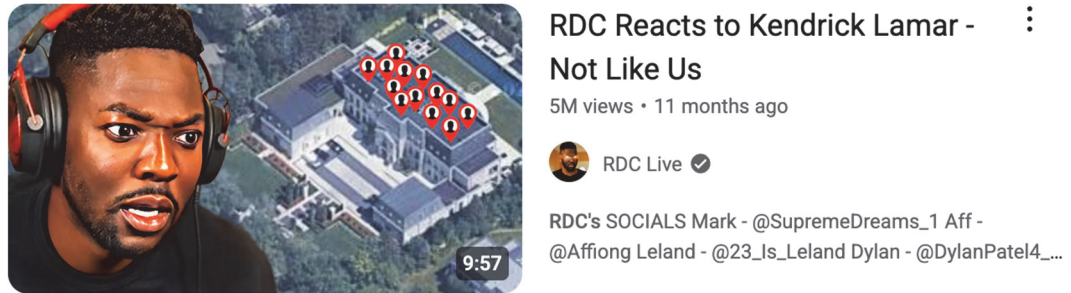 RDC Reacts to Kendrick Lamar -
Not Like Us
5M views • 11 months ago
RDC Live
RDC's SOCIALS Mark - @SupremeDreams_1 Aff -
@Affiong Leland - @23_Is_Leland Dylan - @DylanPatel4_...
9:57